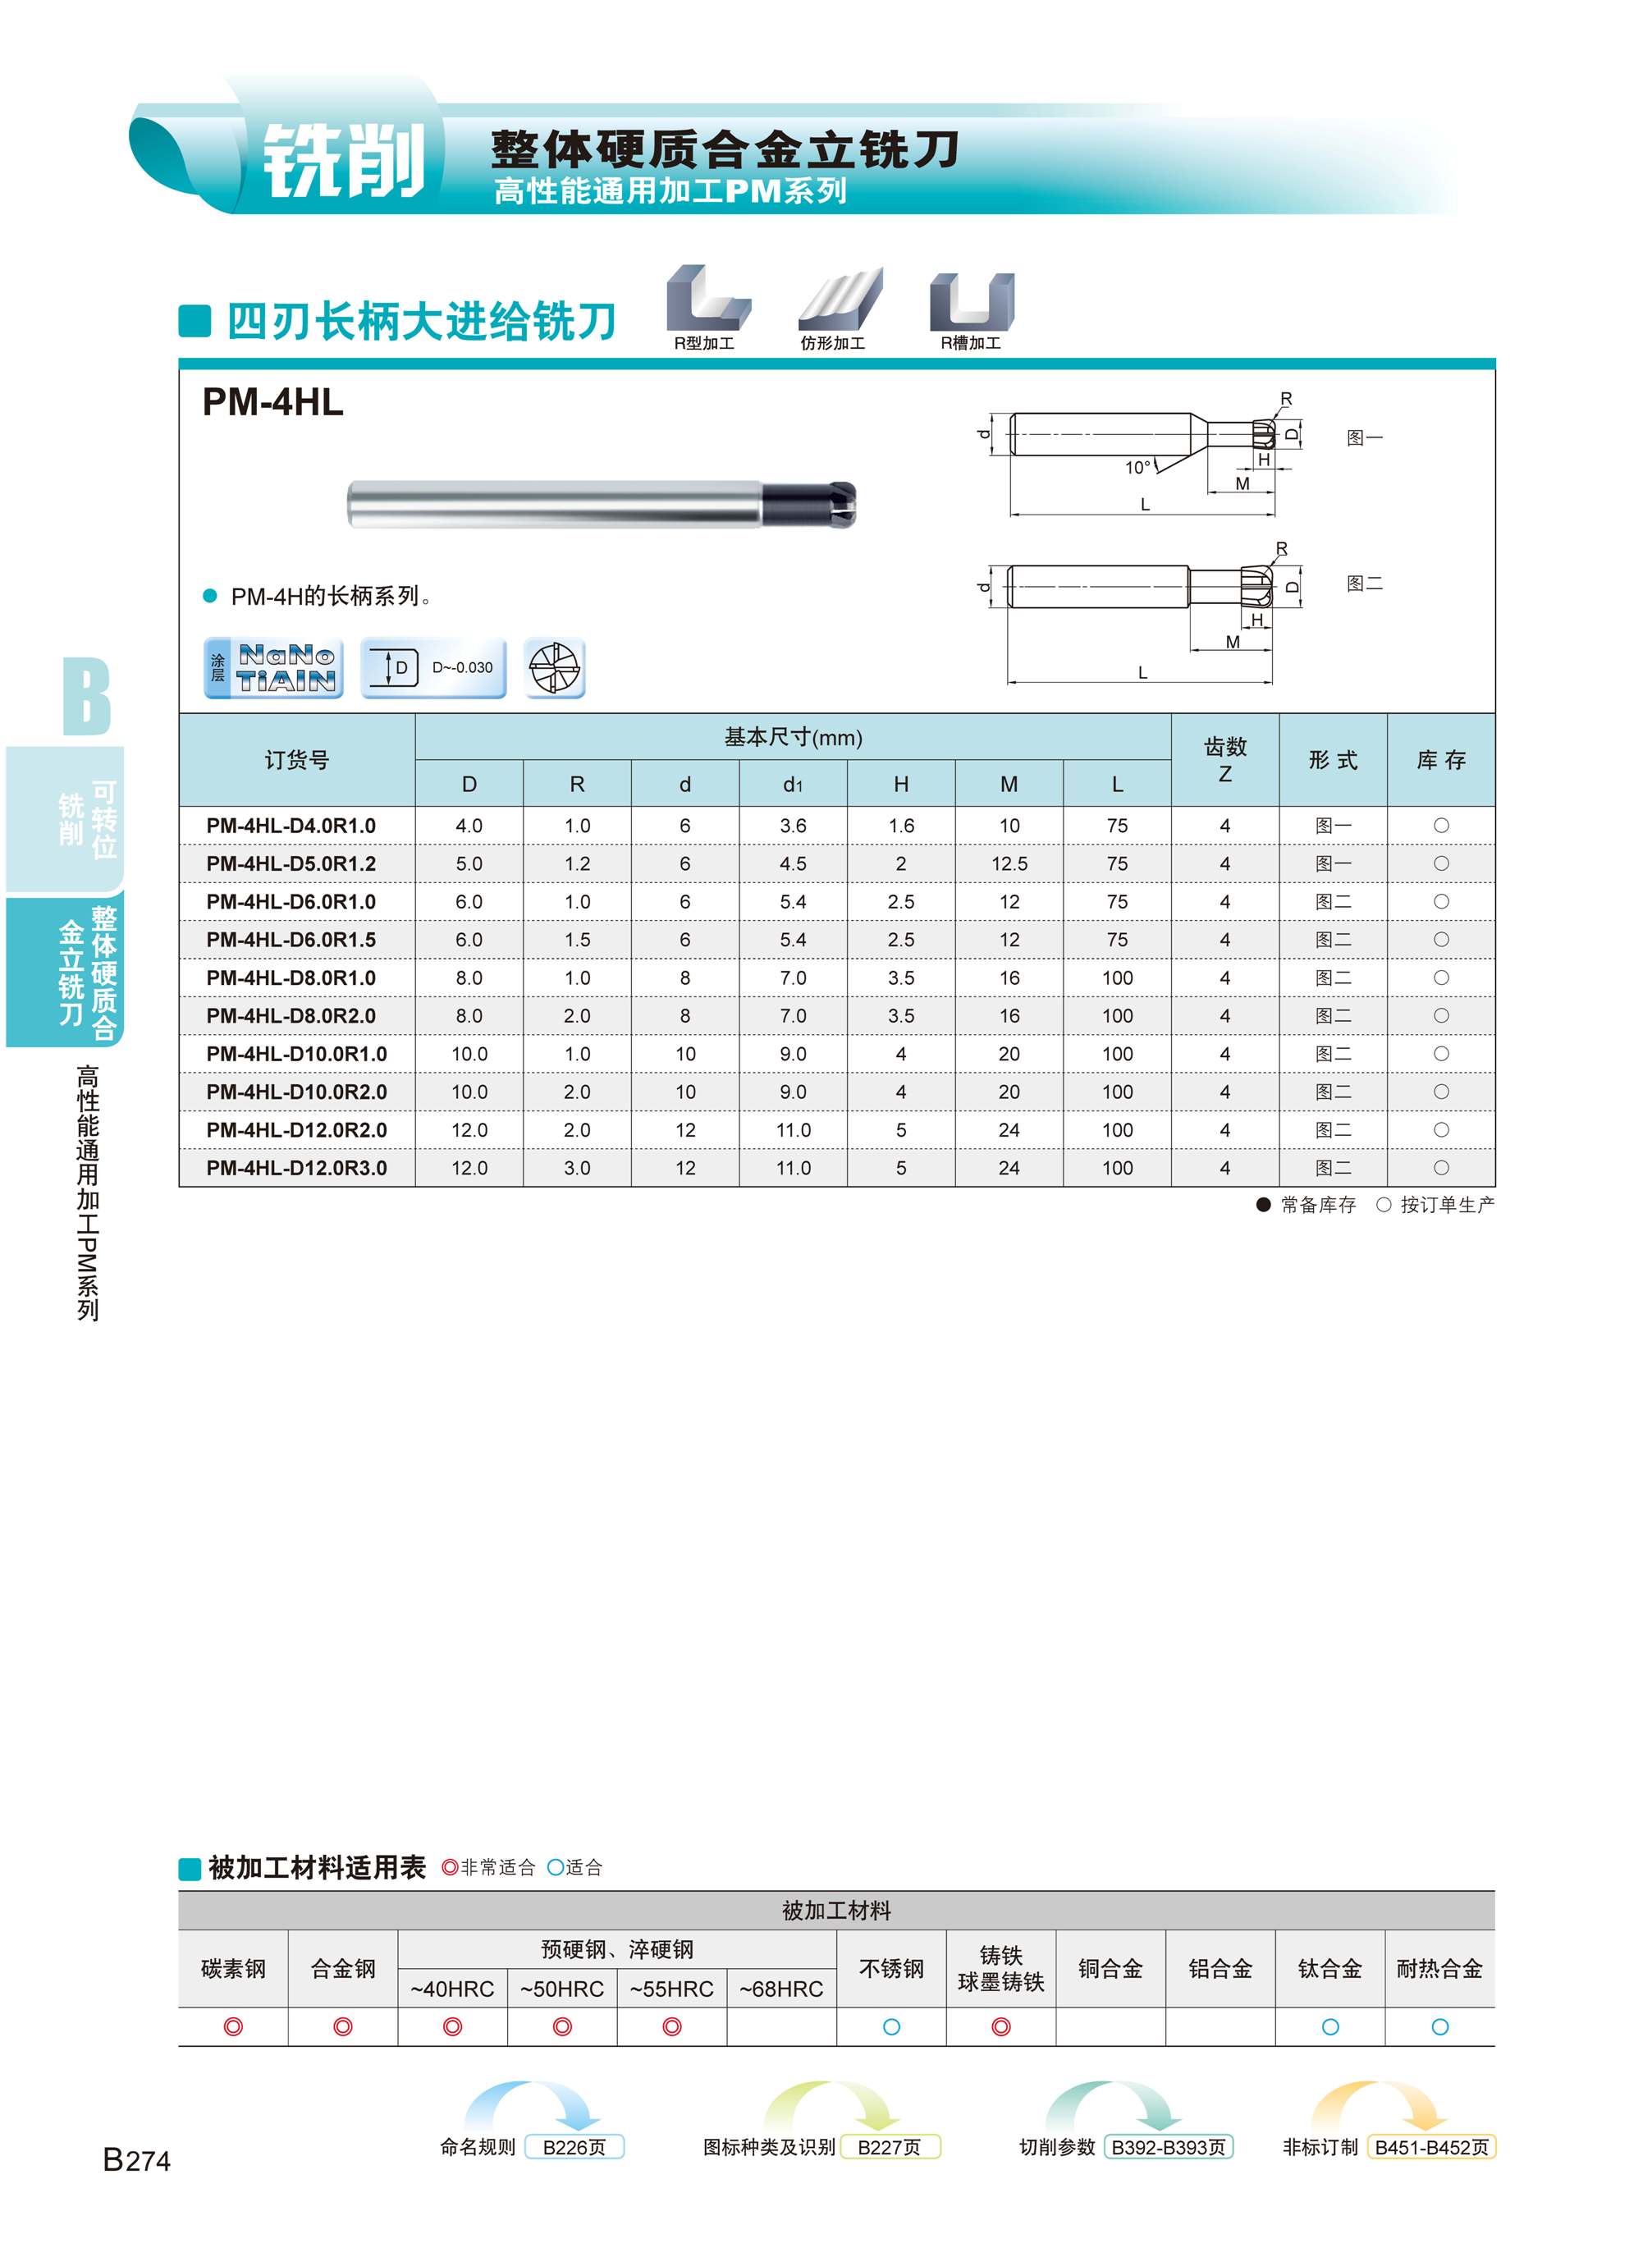 铣削
整体硬质合金立铣刀
高性能通用加工PM系列
四刃长柄大进给铣刀
R型加工 仿形加工 R槽加工
PM-4HL
R
d
D
图一
10°
H
M
L
R
d
D
图二
H
M
L
PM-4H的长柄系列。
涂层 NaNo TiAlN
D D~-0.030
B
可转位铣削
整体硬质合金立铣刀
高性能通用加工PM系列
订货号 基本尺寸(mm) 齿数 Z 形式 库存
D R d d1 H M L
PM-4HL-D4.0R1.0 4.0 1.0 6 3.6 1.6 10 75 4 图一 ○
PM-4HL-D5.0R1.2 5.0 1.2 6 4.5 2 12.5 75 4 图一 ○
PM-4HL-D6.0R1.0 6.0 1.0 6 5.4 2.5 12 75 4 图二 ○
PM-4HL-D6.0R1.5 6.0 1.5 6 5.4 2.5 12 75 4 图二 ○
PM-4HL-D8.0R1.0 8.0 1.0 8 7.0 3.5 16 100 4 图二 ○
PM-4HL-D8.0R2.0 8.0 2.0 8 7.0 3.5 16 100 4 图二 ○
PM-4HL-D10.0R1.0 10.0 1.0 10 9.0 4 20 100 4 图二 ○
PM-4HL-D10.0R2.0 10.0 2.0 10 9.0 4 20 100 4 图二 ○
PM-4HL-D12.0R2.0 12.0 2.0 12 11.0 5 24 100 4 图二 ○
PM-4HL-D12.0R3.0 12.0 3.0 12 11.0 5 24 100 4 图二 ○
● 常备库存 ○ 按订单生产
被加工材料适用表 ◎非常适合 ○适合
被加工材料
碳素钢 合金钢 预硬钢、淬硬钢 不锈钢 铸铁 球墨铸铁 铜合金 铝合金 钛合金 耐热合金
~40HRC ~50HRC ~55HRC ~68HRC
◎ ◎ ◎ ◎ ◎ ○ ◎ ○ ○
命名规则 B226页 图标种类及识别 B227页 切削参数 B392-B393页 非标订制 B451-B452页
B274